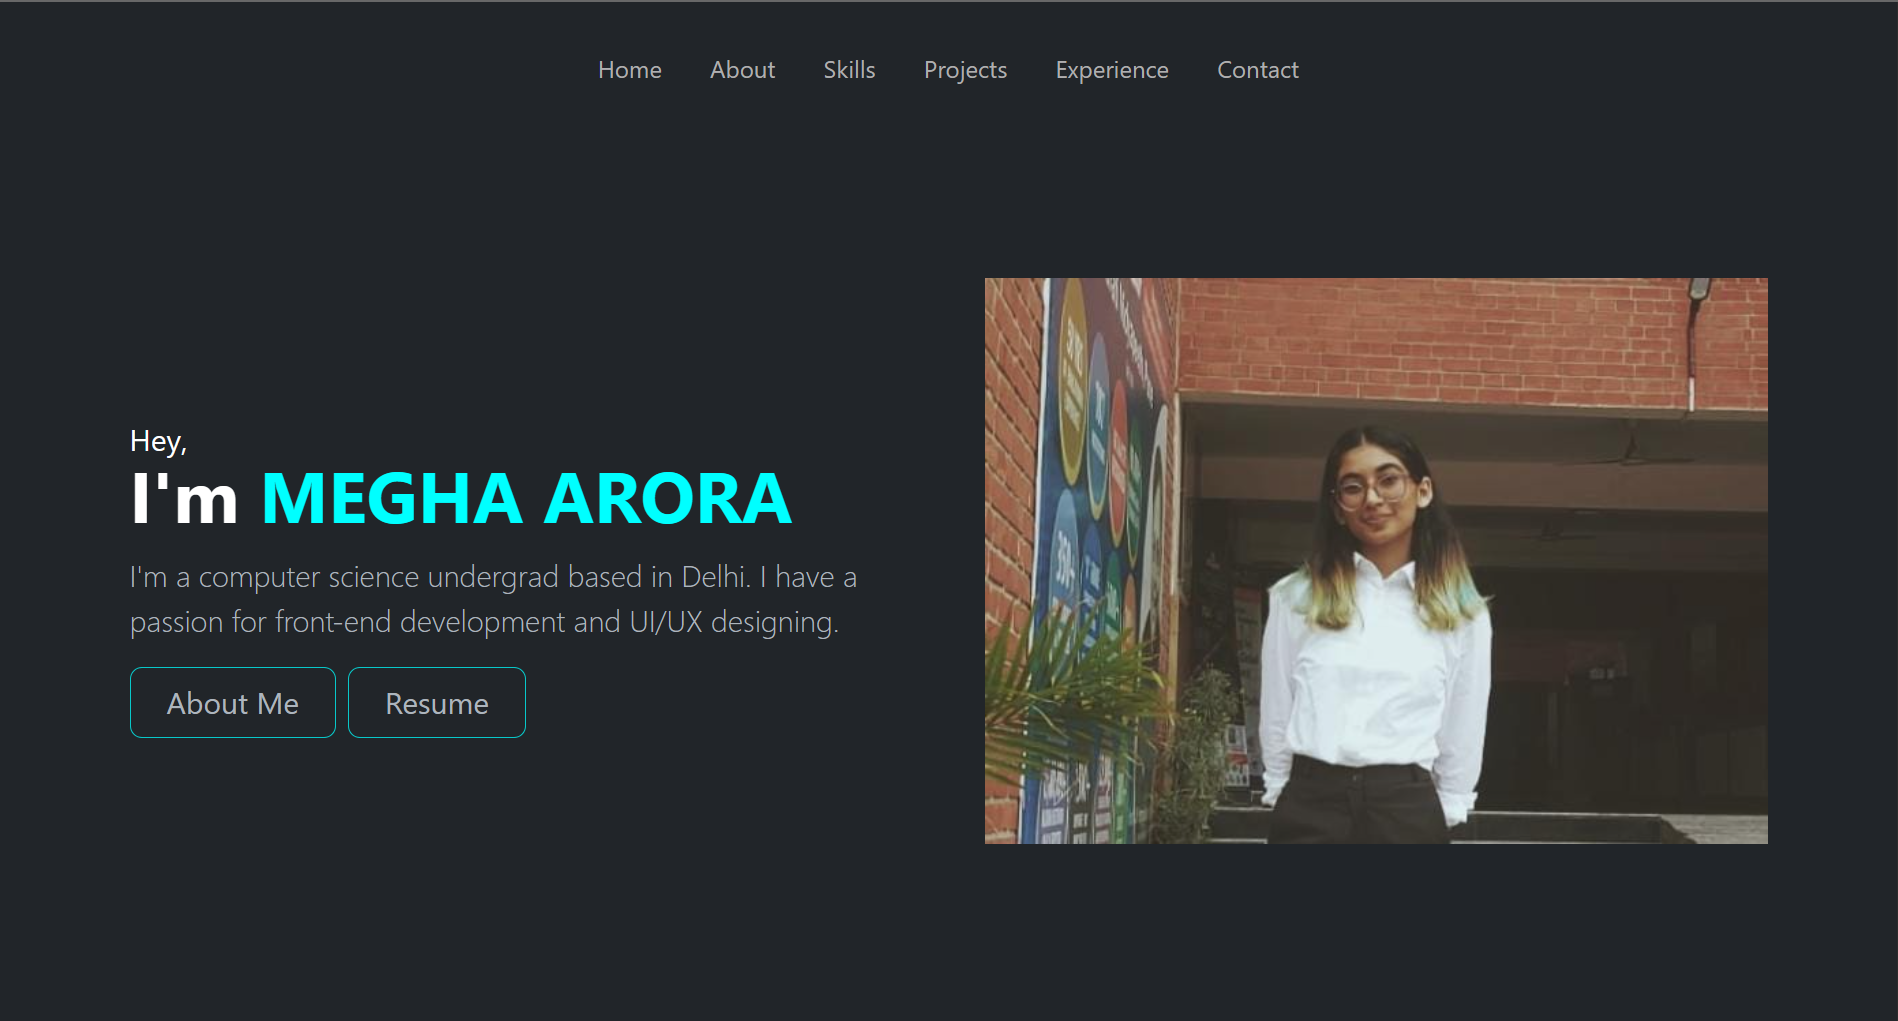 Home About Skills Projects Experience Contact
Hey,
I'm MEGHA ARORA
I'm a computer science undergrad based in Delhi. I have a
passion for front-end development and UI/UX designing.
About Me Resume
350+